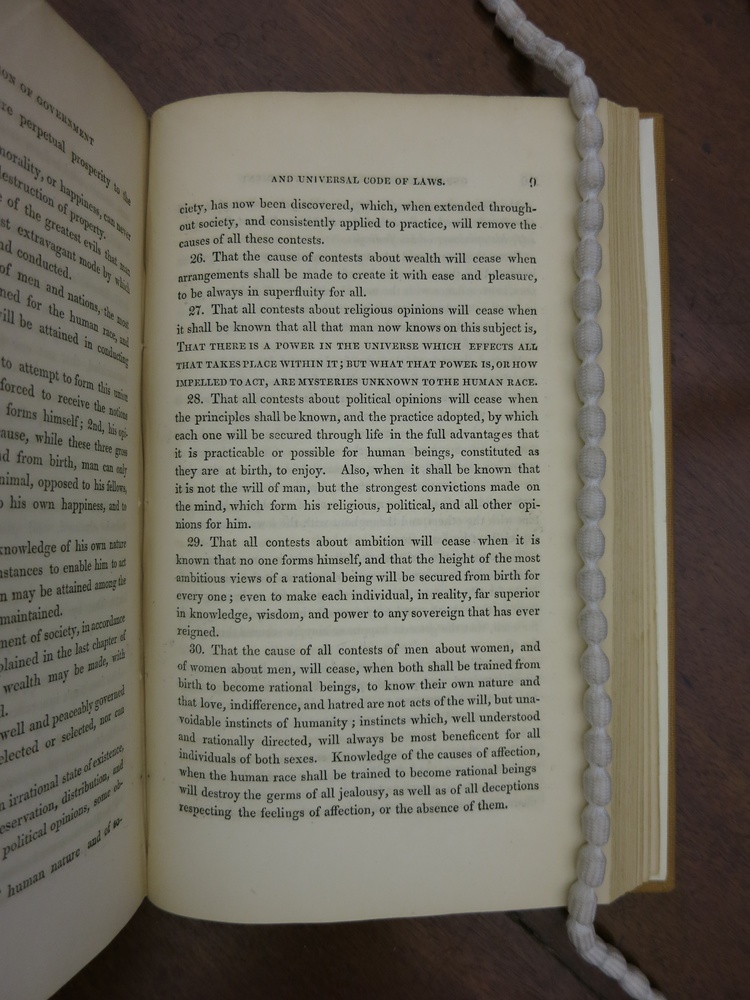 ON OF GOVERNMENT
re perpetual prosperity to the
morality, or happiness, can never
destruction of property.
e of the greatest evils that man
st extravagant mode by which
nd conducted.
of men and nations, the most
ned for the human race, and
ill be attained in conducting
to attempt to form this union
forced to receive the notions
forms himself; 2nd, his opi-
ause, while these three gross
d from birth, man can only
nimal, opposed to his fellows,
o his own happiness, and to
knowledge of his own nature
nstances to enable him to act
n may be attained among the
maintained.
ment of society, in accordance
plained in the last chapter of
wealth may be made, with
l.
well and peaceably governed
elected or selected, nor can
n irrational state of existence,
eservation, distribution, and
political opinions, some ob-
human nature and of so-
AND UNIVERSAL CODE OF LAWS. 9
ciety, has now been discovered, which, when extended through-
out society, and consistently applied to practice, will remove the
causes of all these contests.
26. That the cause of contests about wealth will cease when
arrangements shall be made to create it with ease and pleasure,
to be always in superfluity for all.
27. That all contests about religious opinions will cease when
it shall be known that all that man now knows on this subject is,
THAT THERE IS A POWER IN THE UNIVERSE WHICH EFFECTS ALL
THAT TAKES PLACE WITHIN IT; BUT WHAT THAT POWER IS, OR HOW
IMPELLED TO ACT, ARE MYSTERIES UNKNOWN TO THE HUMAN RACE.
28. That all contests about political opinions will cease when
the principles shall be known, and the practice adopted, by which
each one will be secured through life in the full advantages that
it is practicable or possible for human beings, constituted as
they are at birth, to enjoy. Also, when it shall be known that
it is not the will of man, but the strongest convictions made on
the mind, which form his religious, political, and all other opi-
nions for him.
29. That all contests about ambition will cease when it is
known that no one forms himself, and that the height of the most
ambitious views of a rational being will be secured from birth for
every one; even to make each individual, in reality, far superior
in knowledge, wisdom, and power to any sovereign that has ever
reigned.
30. That the cause of all contests of men about women, and
of women about men, will cease, when both shall be trained from
birth to become rational beings, to know their own nature and
that love, indifference, and hatred are not acts of the will, but una-
voidable instincts of humanity; instincts which, well understood
and rationally directed, will always be most beneficent for all
individuals of both sexes. Knowledge of the causes of affection,
when the human race shall be trained to become rational beings
will destroy the germs of all jealousy, as well as of all deceptions
respecting the feelings of affection, or the absence of them.